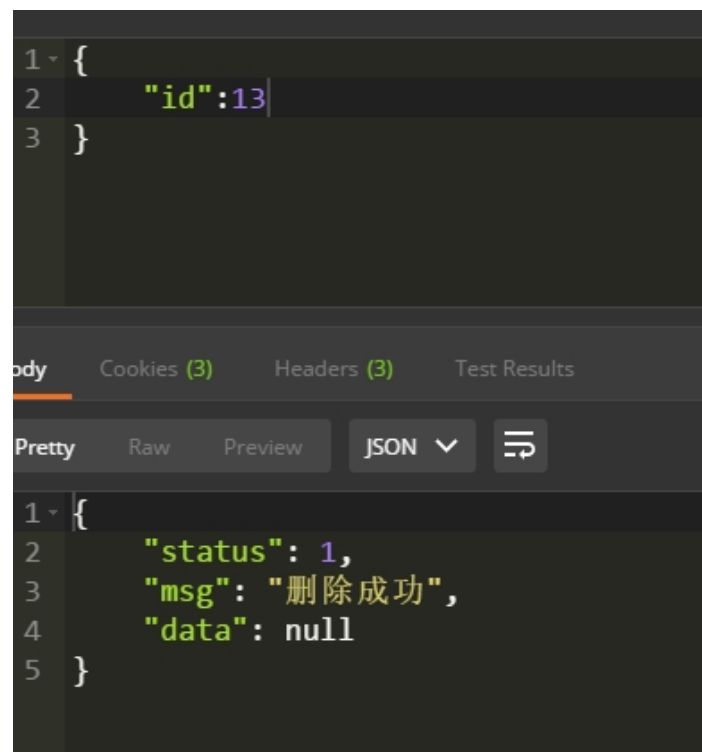 1 {
2 "id":13
3 }
ody Cookies (3) Headers (3) Test Results
Pretty Raw Preview JSON
1 {
2 "status": 1,
3 "msg": "删除成功",
4 "data": null
5 }